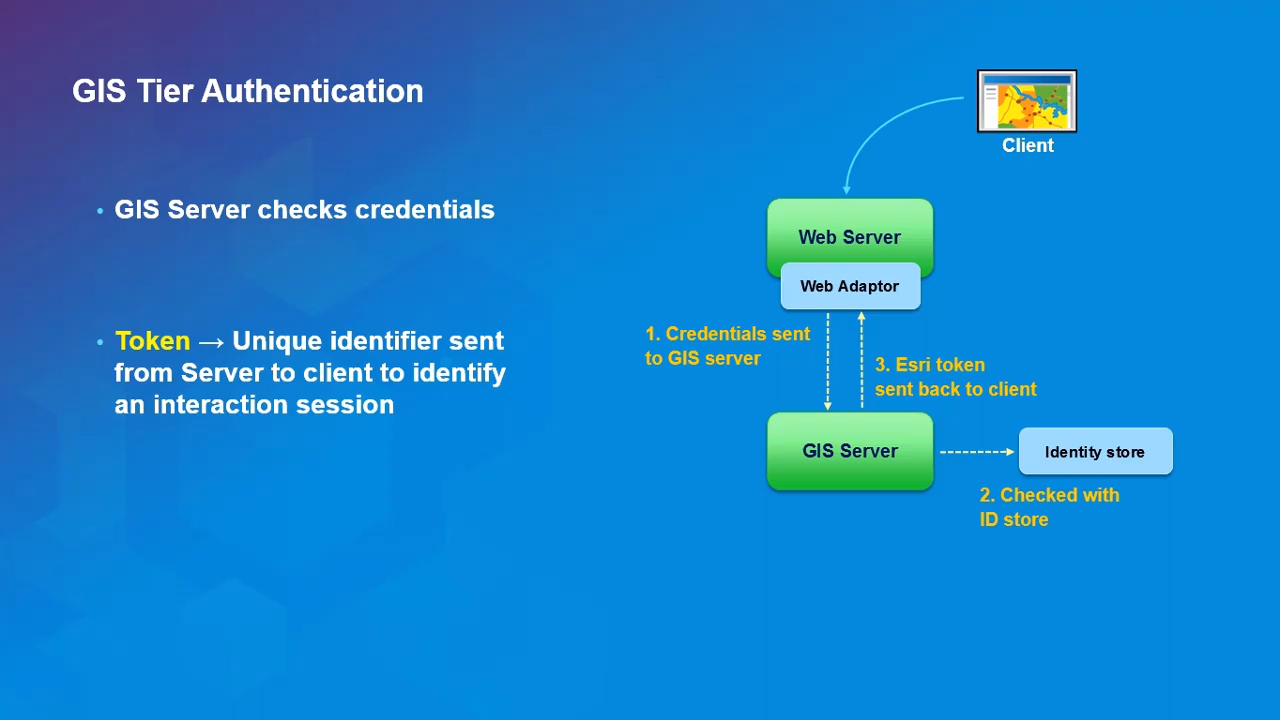 GIS Tier Authentication
• GIS Server checks credentials
• Token → Unique identifier sent
from Server to client to identify
an interaction session
Client
Web Server
Web Adaptor
1. Credentials sent
to GIS server
3. Esri token
sent back to client
GIS Server
Identity store
2. Checked with
ID store